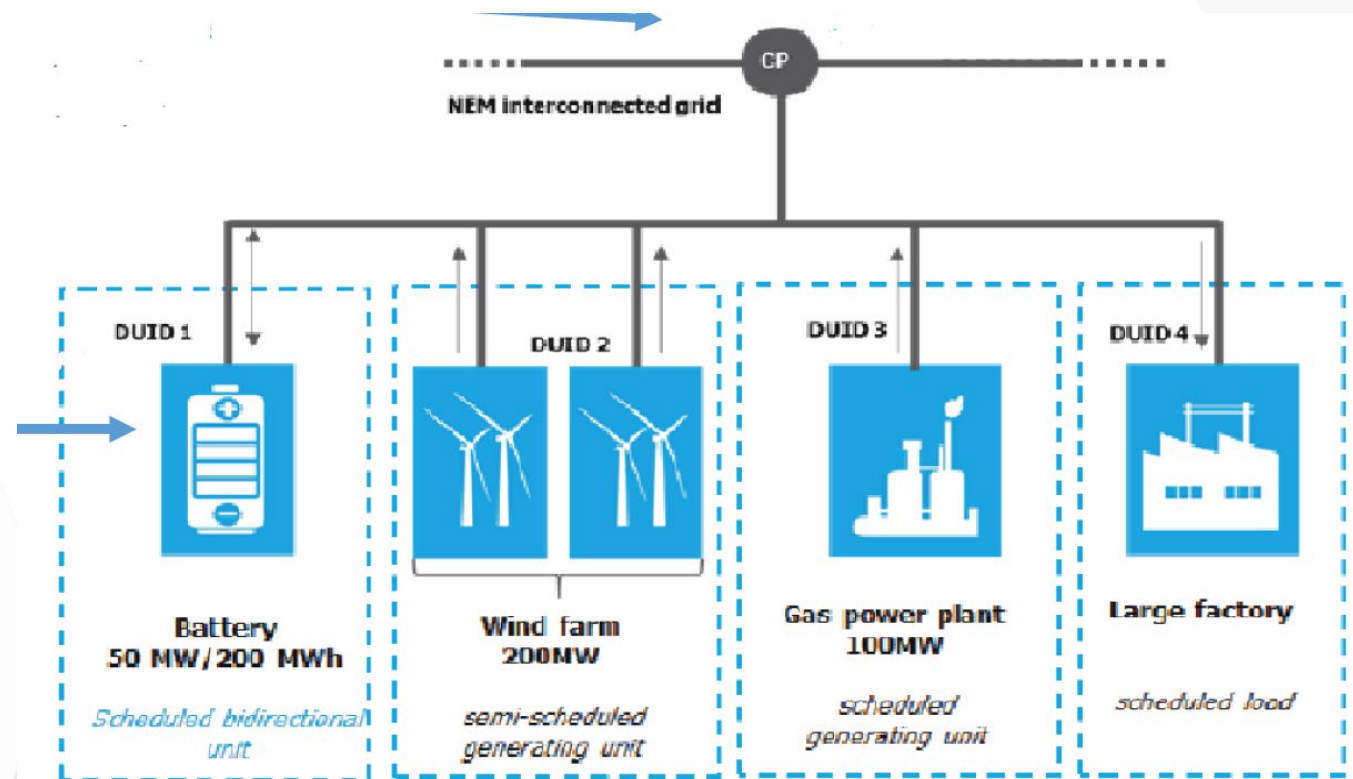 CP
NEM interconnected grid
DUID 1
DUID 2
DUID 3
DUID 4
Battery
50 MW/200 MWh
Scheduled bidirectional
unit
Wind farm
200MW
semi-scheduled
generating unit
Gas power plant
100MW
scheduled
generating unit
Large factory
scheduled load